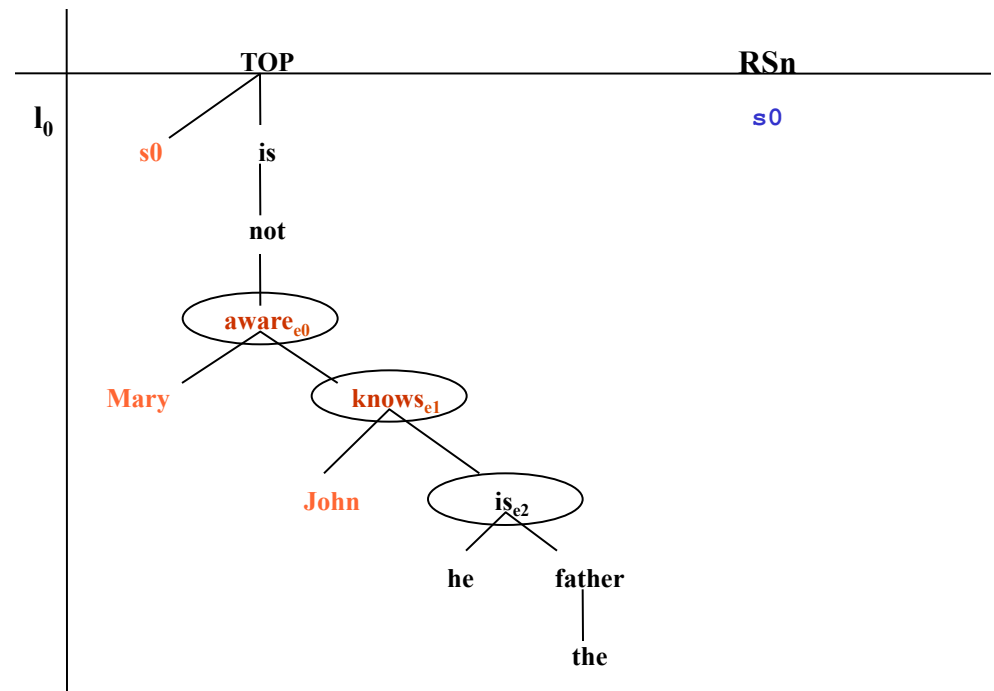 TOP RSn
l0 s0
s0 is
not
aware e0
Mary knows e1
John is e2
he father
the